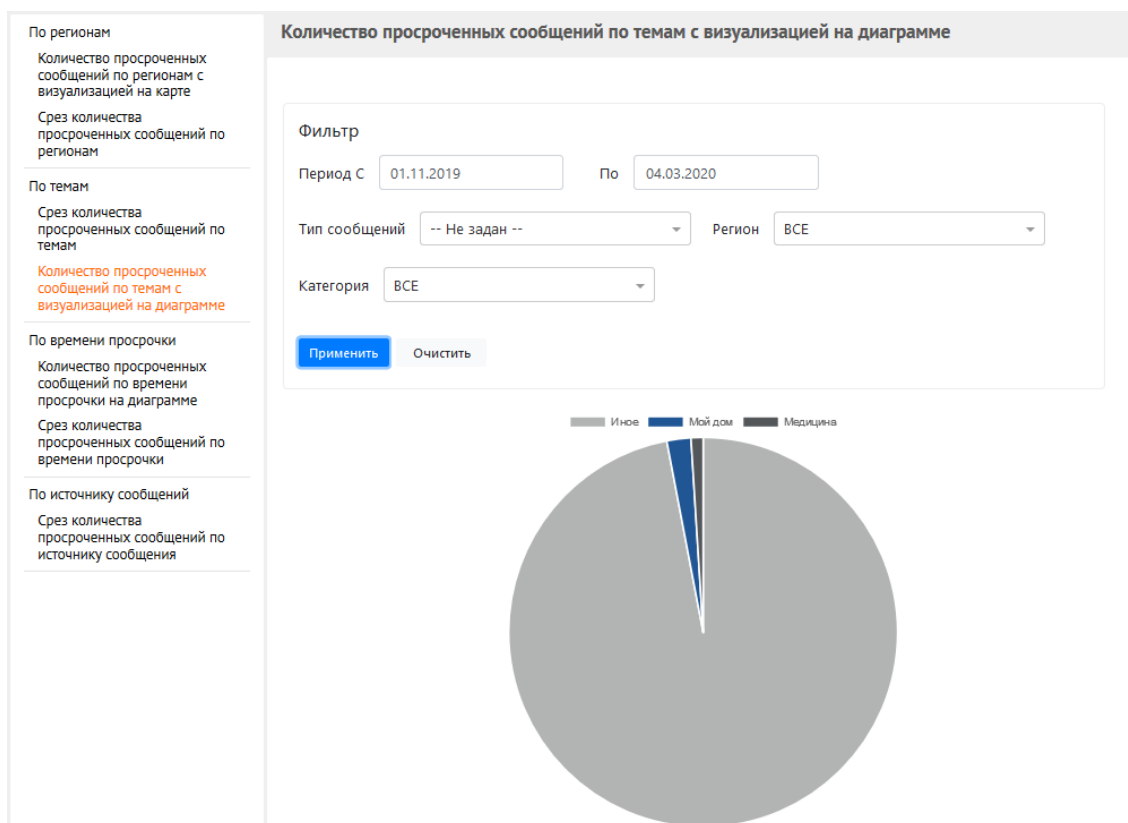 По регионам
Количество просроченных
сообщений по регионам с
визуализацией на карте
Срез количества
просроченных сообщений по
регионам
По темам
Срез количества
просроченных сообщений по
темам
Количество просроченных
сообщений по темам с
визуализацией на диаграмме
По времени просрочки
Количество просроченных
сообщений по времени
просрочки на диаграмме
Срез количества
просроченных сообщений по
времени просрочки
По источнику сообщений
Срез количества
просроченных сообщений по
источнику сообщения
Количество просроченных сообщений по темам с визуализацией на диаграмме
Фильтр
Период С 01.11.2019 По 04.03.2020
Тип сообщений -- Не задан -- Регион ВСЕ
Категория ВСЕ
Применить Очистить
Иное Мой дом Медицина